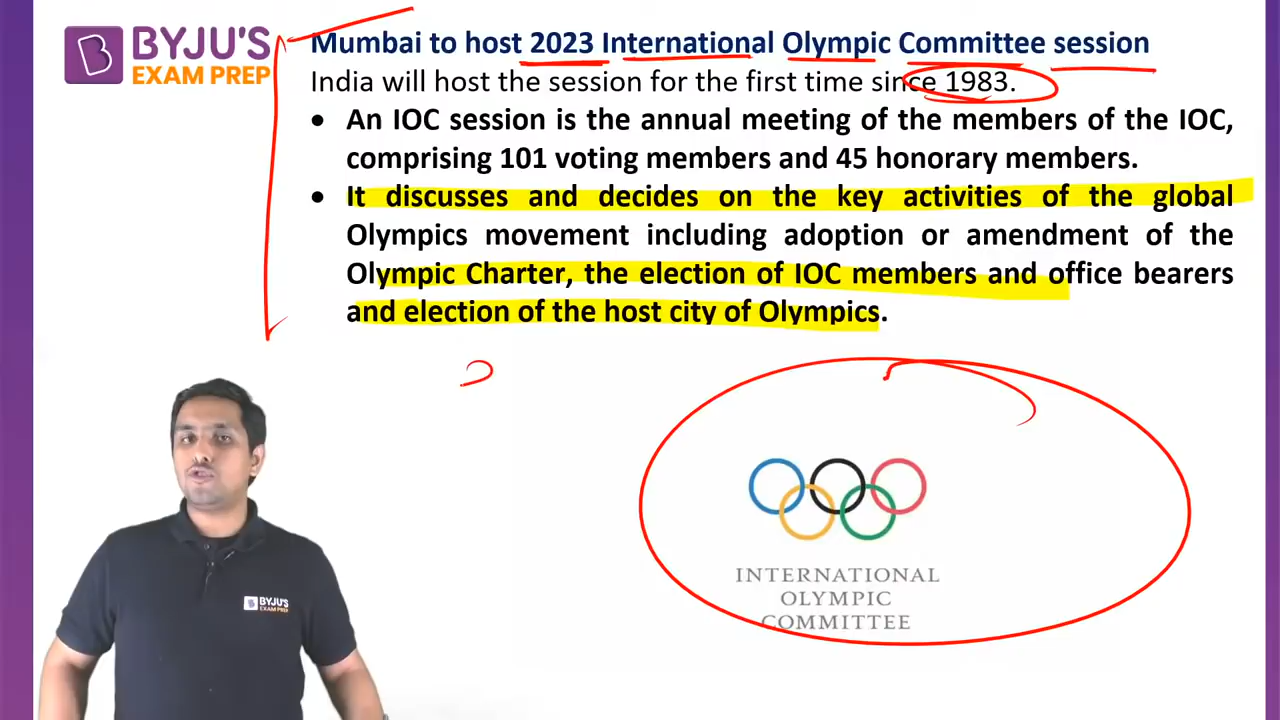 BYJU'S
EXAM PREP
Mumbai to host 2023 International Olympic Committee session
India will host the session for the first time since 1983.
• An IOC session is the annual meeting of the members of the IOC,
comprising 101 voting members and 45 honorary members.
• It discusses and decides on the key activities of the global
Olympics movement including adoption or amendment of the
Olympic Charter, the election of IOC members and office bearers
and election of the host city of Olympics.
INTERNATIONAL
OLYMPIC
COMMITTEE
BYJU'S
EXAM PREP